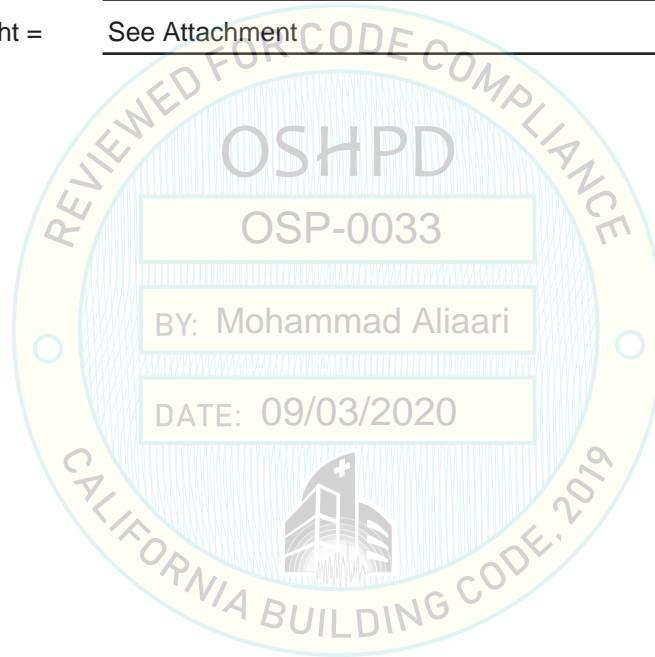 ht = See Attachment
REVIEWED FOR CODE COMPLIANCE
OSHPD
OSP-0033
BY: Mohammad Aliaari
DATE: 09/03/2020
CALIFORNIA BUILDING CODE, 2019